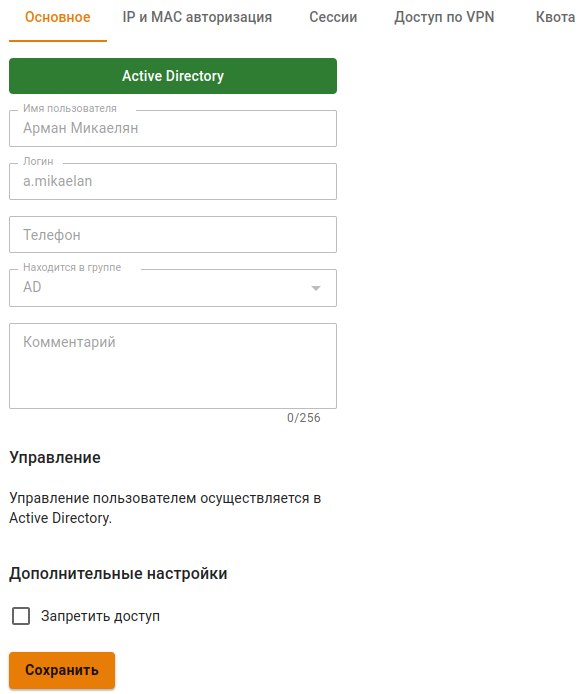 Основное IP и MAC авторизация Сессии Доступ по VPN Квота
Active Directory
Имя пользователя
Арман Микаелян
Логин
a.mikaelan
Телефон
Находится в группе
AD
Комментарий
0/256
Управление
Управление пользователем осуществляется в
Active Directory.
Дополнительные настройки
Запретить доступ
Сохранить